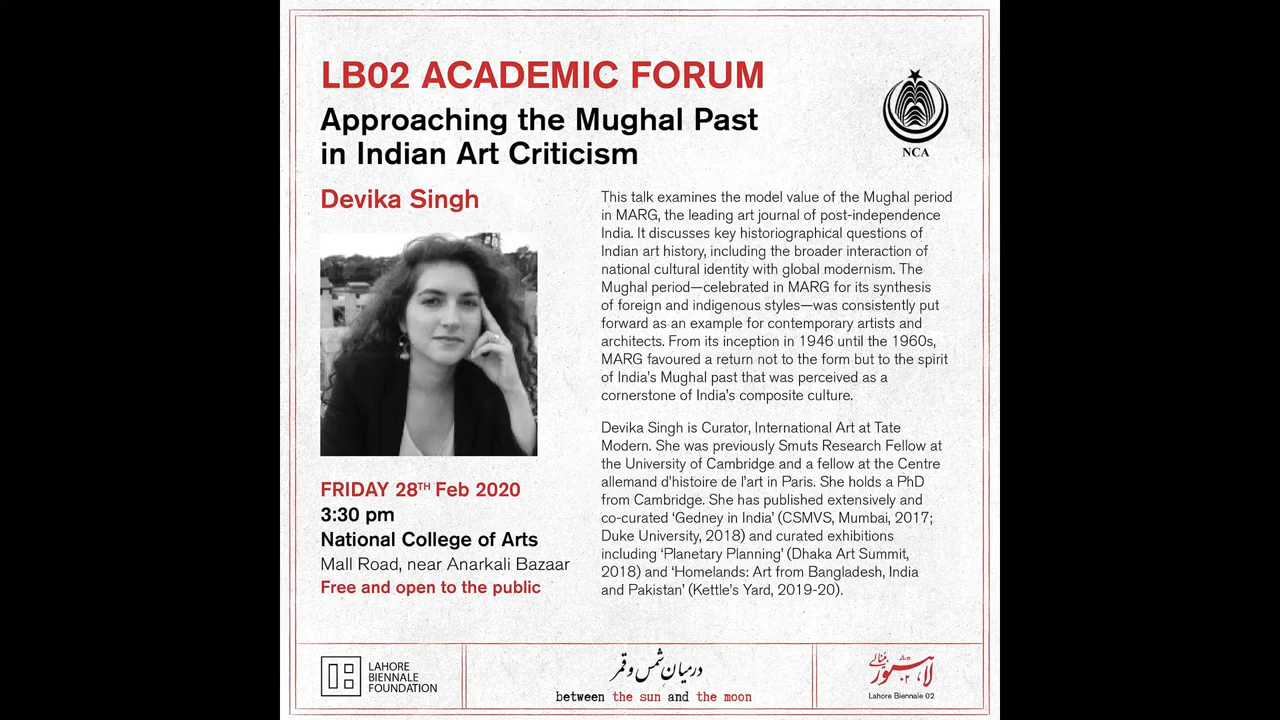 LB02 ACADEMIC FORUM
Approaching the Mughal Past
in Indian Art Criticism
NCA
Devika Singh
This talk examines the model value of the Mughal period
in MARG, the leading art journal of post-independence
India. It discusses key historiographical questions of
Indian art history, including the broader interaction of
national cultural identity with global modernism. The
Mughal period—celebrated in MARG for its synthesis
of foreign and indigenous styles—was consistently put
forward as an example for contemporary artists and
architects. From its inception in 1946 until the 1960s,
MARG favoured a return not to the form but to the spirit
of India’s Mughal past that was perceived as a
cornerstone of India’s composite culture.
Devika Singh is Curator, International Art at Tate
Modern. She was previously Smuts Research Fellow at
the University of Cambridge and a fellow at the Centre
allemand d’histoire de l’art in Paris. She holds a PhD
from Cambridge. She has published extensively and
co-curated ‘Gedney in India’ (CSMVS, Mumbai, 2017;
Duke University, 2018) and curated exhibitions
including ‘Planetary Planning’ (Dhaka Art Summit,
2018) and ‘Homelands: Art from Bangladesh, India
and Pakistan’ (Kettle’s Yard, 2019-20).
FRIDAY 28TH Feb 2020
3:30 pm
National College of Arts
Mall Road, near Anarkali Bazaar
Free and open to the public
LAHORE
BIENNALE
FOUNDATION
درمیانِ شمس و قمر
between the sun and the moon
لاہور
Lahore Biennale 02